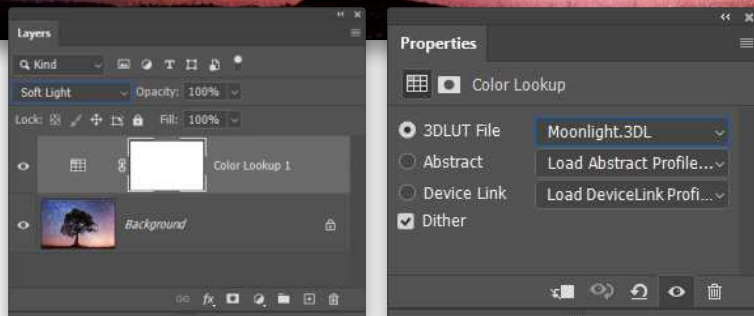 Layers
Kind
Soft Light Opacity: 100%
Lock: Fill: 100%
Color Lookup 1
Background
fx
Properties
Color Lookup
3DLUT File Moonlight.3DL
Abstract Load Abstract Profile...
Device Link Load DeviceLink Profi...
Dither